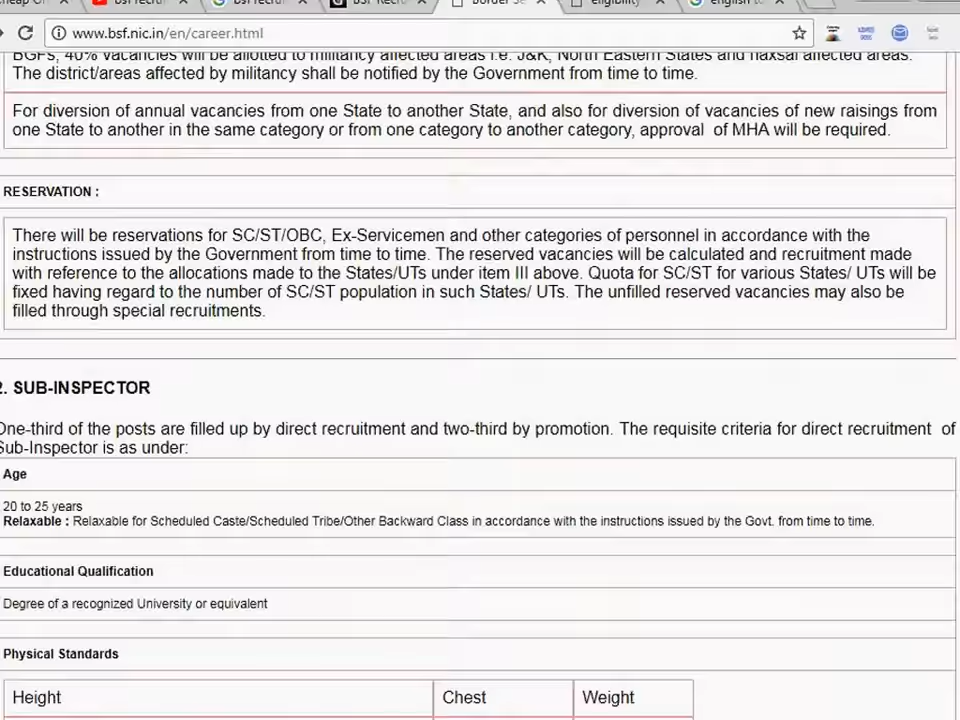 bsf recru
bsf recru
BSF Rec
Border Se
eligibility
english to
www.bsf.nic.in/en/career.html
BGFs, 40% vacancies will be allotted to militancy affected areas i.e. J&K, North Eastern States and naxsal affected areas.
The district/areas affected by militancy shall be notified by the Government from time to time.
For diversion of annual vacancies from one State to another State, and also for diversion of vacancies of new raisings from
one State to another in the same category or from one category to another category, approval of MHA will be required.
RESERVATION :
There will be reservations for SC/ST/OBC, Ex-Servicemen and other categories of personnel in accordance with the
instructions issued by the Government from time to time. The reserved vacancies will be calculated and recruitment made
with reference to the allocations made to the States/UTs under item III above. Quota for SC/ST for various States/ UTs will be
fixed having regard to the number of SC/ST population in such States/ UTs. The unfilled reserved vacancies may also be
filled through special recruitments.
2. SUB-INSPECTOR
One-third of the posts are filled up by direct recruitment and two-third by promotion. The requisite criteria for direct recruitment of
Sub-Inspector is as under:
Age
20 to 25 years
Relaxable : Relaxable for Scheduled Caste/Scheduled Tribe/Other Backward Class in accordance with the instructions issued by the Govt. from time to time.
Educational Qualification
Degree of a recognized University or equivalent
Physical Standards
Height Chest Weight